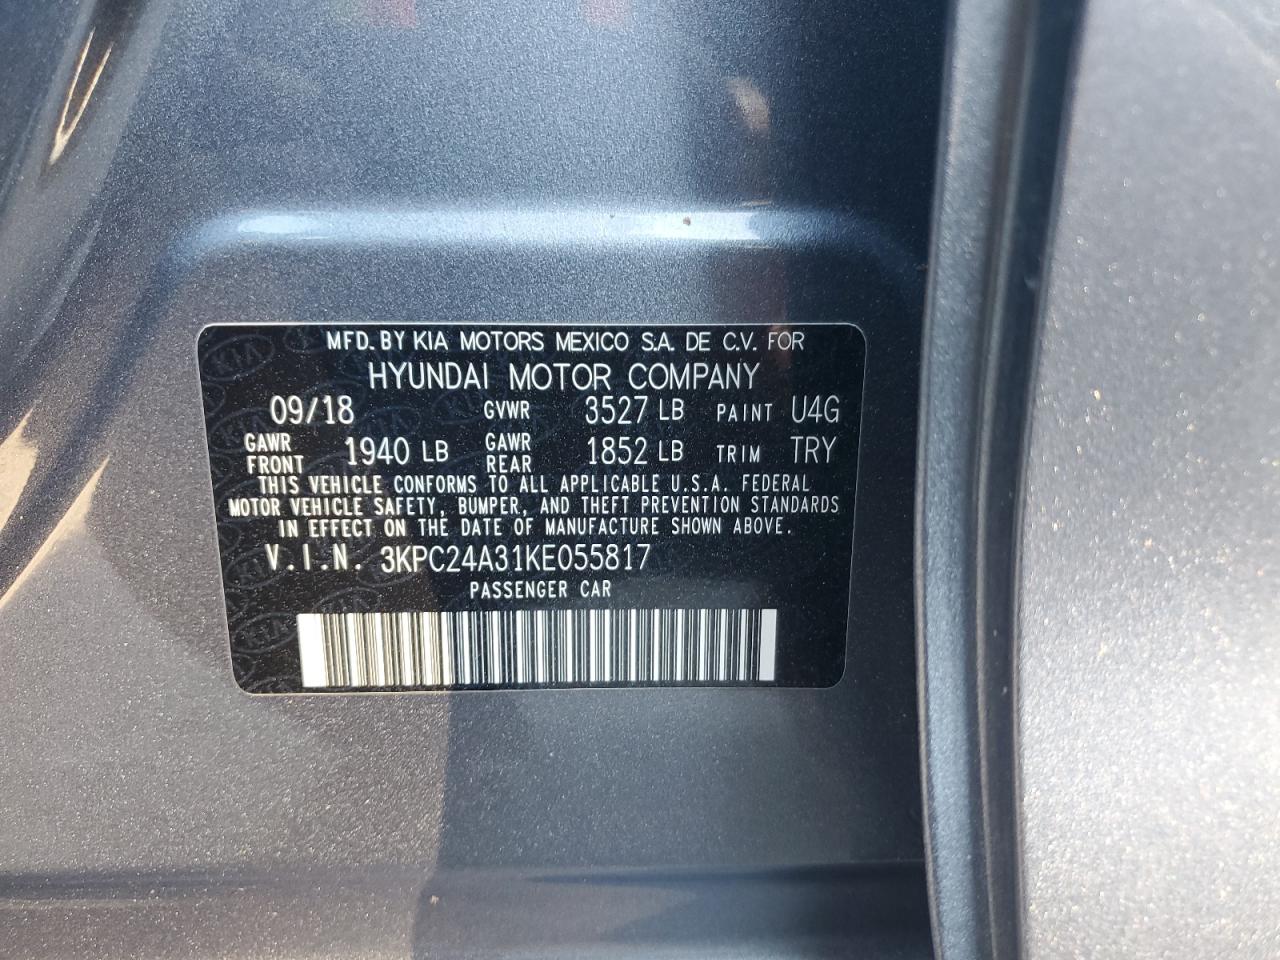 MFD. BY KIA MOTORS MEXICO S.A. DE C.V. FOR
HYUNDAI MOTOR COMPANY
09/18 GVWR 3527 LB PAINT U4G
GAWR FRONT 1940 LB GAWR REAR 1852 LB TRIM TRY
THIS VEHICLE CONFORMS TO ALL APPLICABLE U.S.A. FEDERAL
MOTOR VEHICLE SAFETY, BUMPER, AND THEFT PREVENTION STANDARDS
IN EFFECT ON THE DATE OF MANUFACTURE SHOWN ABOVE.
V.I.N. 3KPC24A31KE055817
PASSENGER CAR